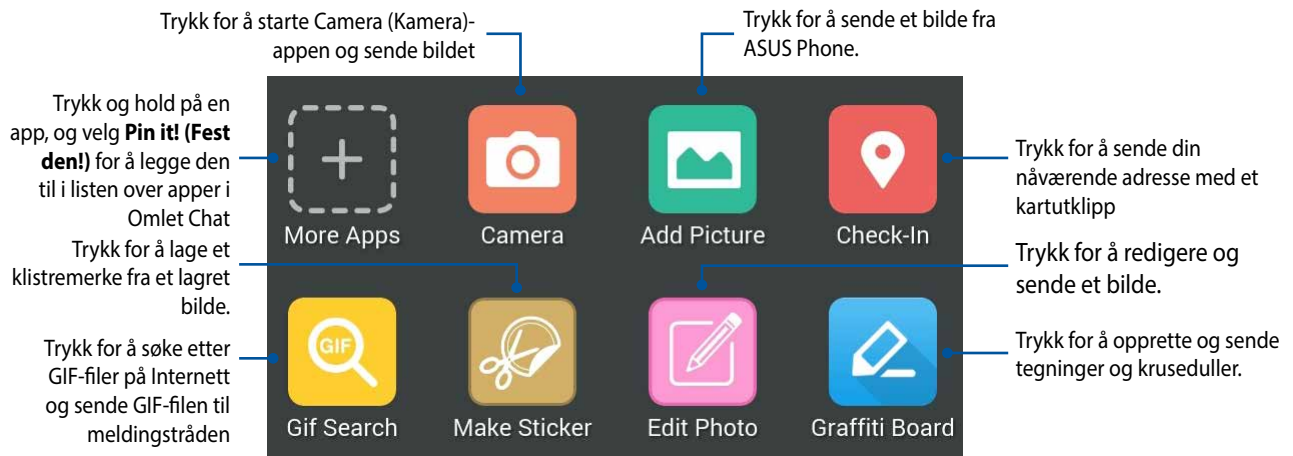 Trykk for å starte Camera (Kamera)-
appen og sende bildet
Trykk for å sende et bilde fra
ASUS Phone.
Trykk og hold på en
app, og velg Pin it! (Fest
den!) for å legge den
til i listen over apper i
Omlet Chat
More Apps
Camera
Add Picture
Check-In
Trykk for å sende din
nåværende adresse med et
kartutklipp
Trykk for å lage et
klistremerke fra et lagret
bilde.
Trykk for å redigere og
sende et bilde.
Trykk for å søke etter
GIF-filer på Internett
og sende GIF-filen til
meldingstråden
GIF
Gif Search
Make Sticker
Edit Photo
Graffiti Board
Trykk for å opprette og sende
tegninger og kruseduller.